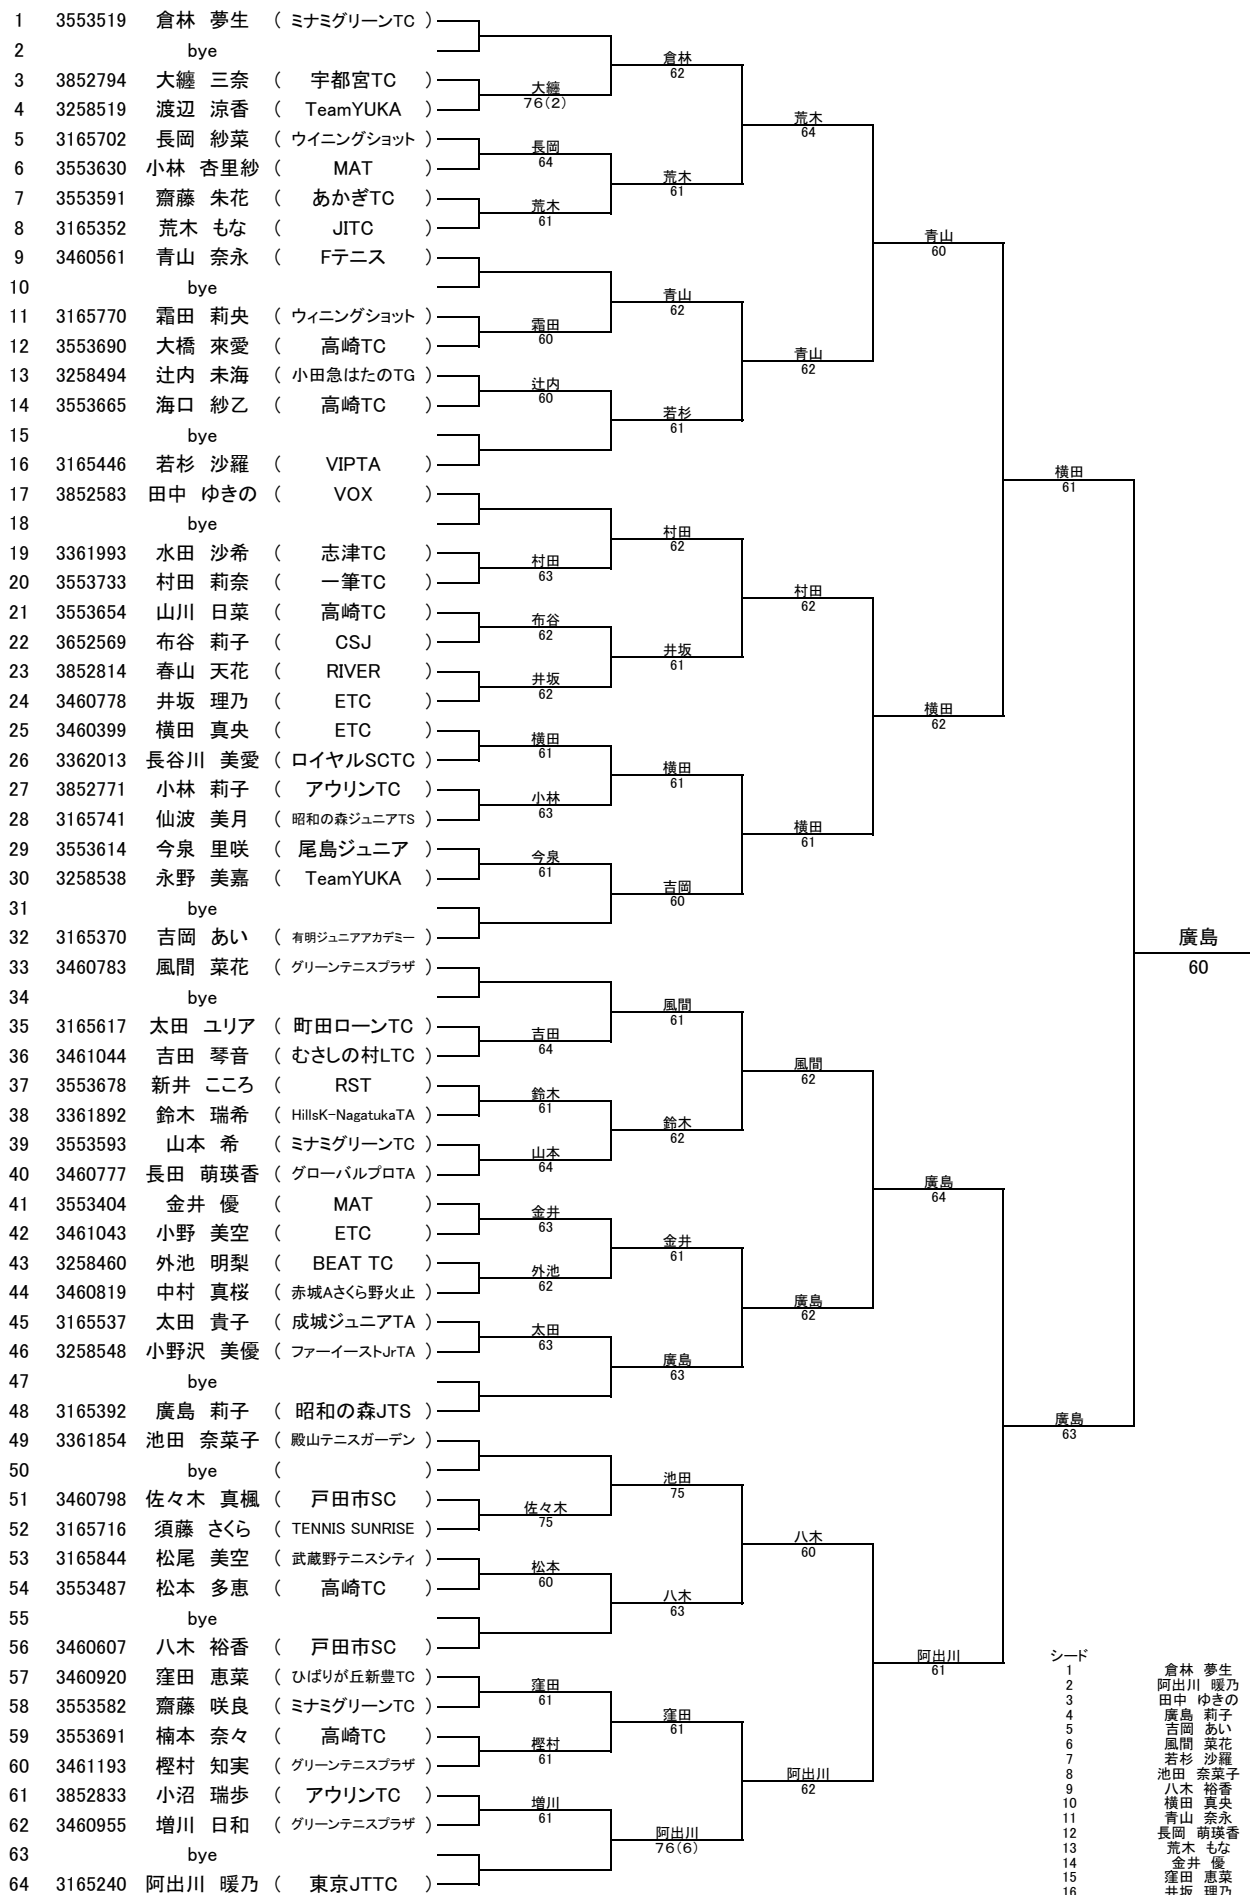 1 3553519 倉林 夢生 ( ミナミグリーンTC )
2 bye
3 3852794 大纒 三奈 ( 宇都宮TC )
4 3258519 渡辺 涼香 ( TeamYUKA )
5 3165702 長岡 紗菜 ( ウイニングショット )
6 3553630 小林 杏里紗 ( MAT )
7 3553591 齋藤 朱花 ( あかぎTC )
8 3165352 荒木 もな ( JITC )
9 3460561 青山 奈永 ( Fテニス )
10 bye
11 3165770 霜田 莉央 ( ウィニングショット )
12 3553690 大橋 來愛 ( 高崎TC )
13 3258494 辻内 未海 ( 小田急はたのTG )
14 3553665 海口 紗乙 ( 高崎TC )
15 bye
16 3165446 若杉 沙羅 ( VIPTA )
17 3852583 田中 ゆきの ( VOX )
18 bye
19 3361993 水田 沙希 ( 志津TC )
20 3553733 村田 莉奈 ( 一筆TC )
21 3553654 山川 日菜 ( 高崎TC )
22 3652569 布谷 莉子 ( CSJ )
23 3852814 春山 天花 ( RIVER )
24 3460778 井坂 理乃 ( ETC )
25 3460399 横田 真央 ( ETC )
26 3362013 長谷川 美愛 ( ロイヤルSCTC )
27 3852771 小林 莉子 ( アウリンTC )
28 3165741 仙波 美月 ( 昭和の森ジュニアTS )
29 3553614 今泉 里咲 ( 尾島ジュニア )
30 3258538 永野 美嘉 ( TeamYUKA )
31 bye
32 3165370 吉岡 あい ( 有明ジュニアアカデミー )
33 3460783 風間 菜花 ( グリーンテニスプラザ )
34 bye
35 3165617 太田 ユリア ( 町田ローンTC )
36 3461044 吉田 琴音 ( むさしの村LTC )
37 3553678 新井 こころ ( RST )
38 3361892 鈴木 瑞希 ( HillsK-NagatukaTA )
39 3553593 山本 希 ( ミナミグリーンTC )
40 3460777 長田 萌瑛香 ( グローバルプロTA )
41 3553404 金井 優 ( MAT )
42 3461043 小野 美空 ( ETC )
43 3258460 外池 明梨 ( BEAT TC )
44 3460819 中村 真桜 ( 赤城Aさくら野火止 )
45 3165537 太田 貴子 ( 成城ジュニアTA )
46 3258548 小野沢 美優 ( ファーイーストJrTA )
47 bye
48 3165392 廣島 莉子 ( 昭和の森JTS )
49 3361854 池田 奈菜子 ( 殿山テニスガーデン )
50 bye ( )
51 3460798 佐々木 真楓 ( 戸田市SC )
52 3165716 須藤 さくら ( TENNIS SUNRISE )
53 3165844 松尾 美空 ( 武蔵野テニスシティ )
54 3553487 松本 多恵 ( 高崎TC )
55 bye
56 3460607 八木 裕香 ( 戸田市SC )
57 3460920 窪田 恵菜 ( ひばりが丘新豊TC )
58 3553582 齋藤 咲良 ( ミナミグリーンTC )
59 3553691 楠本 奈々 ( 高崎TC )
60 3461193 樫村 知実 ( グリーンテニスプラザ )
61 3852833 小沼 瑞歩 ( アウリンTC )
62 3460955 増川 日和 ( グリーンテニスプラザ )
63 bye
64 3165240 阿出川 暖乃 ( 東京JTTC )
大纒
76(2)
長岡
64
荒木
61
霜田
60
辻内
60
村田
63
布谷
62
井坂
62
横田
61
小林
63
今泉
61
吉田
64
鈴木
61
山本
64
金井
63
外池
62
太田
63
佐々木
75
松本
60
窪田
61
樫村
61
増川
61
倉林
62
荒木
61
青山
62
若杉
61
村田
62
井坂
61
横田
61
吉岡
60
風間
61
鈴木
62
金井
61
廣島
63
池田
75
八木
63
窪田
61
阿出川
76(6)
荒木
64
青山
62
村田
62
横田
61
風間
62
廣島
62
八木
60
阿出川
62
青山
60
横田
62
廣島
64
阿出川
61
横田
61
廣島
63
廣島
60
シード
1 倉林 夢生
2 阿出川 暖乃
3 田中 ゆきの
4 廣島 莉子
5 吉岡 あい
6 風間 菜花
7 若杉 沙羅
8 池田 奈菜子
9 八木 裕香
10 横田 真央
11 青山 奈永
12 長岡 萌瑛香
13 荒木 もな
14 金井 優
15 窪田 恵菜
16 井坂 理乃